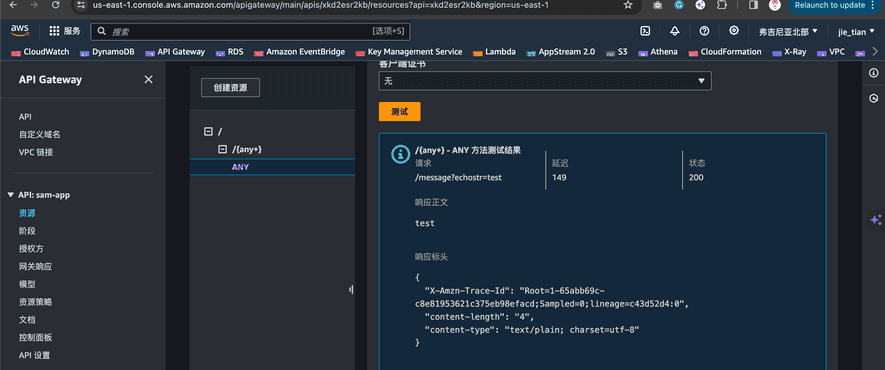 us-east-1.console.aws.amazon.com/apigateway/main/apis/xkd2esr2kb/resources?api=xkd2esr2kb&region=us-east-1
Relaunch to update
aws
服务
搜索
[选项+S]
弗吉尼亚北部
jie_tian
CloudWatch
DynamoDB
API Gateway
RDS
Amazon EventBridge
Key Management Service
Lambda
AppStream 2.0
S3
Athena
CloudFormation
X-Ray
VPC
API Gateway
API
自定义域名
VPC 链接
API: sam-app
资源
阶段
授权方
网关响应
模型
资源策略
文档
控制面板
API 设置
创建资源
/
/{any+}
ANY
客户端证书
无
测试
/{any+} - ANY 方法测试结果
请求
/message?echostr=test
延迟
149
状态
200
响应正文
test
响应标头
{
"X-Amzn-Trace-Id": "Root=1-65abb69c-
c8e81953621c375eb98efacd;Sampled=0;lineage=c43d52d4:0",
"content-length": "4",
"content-type": "text/plain; charset=utf-8"
}